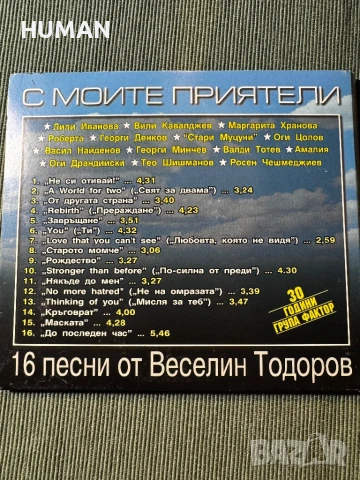 HUMAN
С МОИТЕ ПРИЯТЕЛИ
★ Лили Иванова ★ Вили Кавалджев ★ Маргарита Хранова
★ Роберта ★ Георги Денков ★ "Стари Муцуни" ★ Оги Цолов
★ Васил Найденов ★ Георги Минчев ★ Валди Тотев ★ Амалия
★ Оги Драндийски ★ Тео Шишманов ★ Росен Чешмеджиев
1. „Не си отивай!" ... 4,31
2. „A World for two" („Свят за двама") ... 3,24
3. „От другата страна" ... 3,40
4. „Rebirth" („Прераждане") ... 4,23
5. „Завръщане" ... 3,51
6. „You" („Ти") ... 4,32
7. „Love that you can't see" („Любовта, която не видя") ... 2,59
8. „Старото момче" ... 3,06
9. „Рождество" ... 3,27
10. „Stronger than before" („По-силна от преди") ... 4.30
11. „Някъде до мен" ... 3,27
12. „No more hatred" („Не на омразата") ... 3,39
13. „Thinking of you" („Мисля за теб") ... 3,47
14. „Кръговрат" ... 4,00
15. „Маската" ... 4,28
16. „До последен час" ... 5,46
30
ГОДИНИ
ГРУПА ФАКТОР
16 песни от Веселин Тодоров
BAZAR